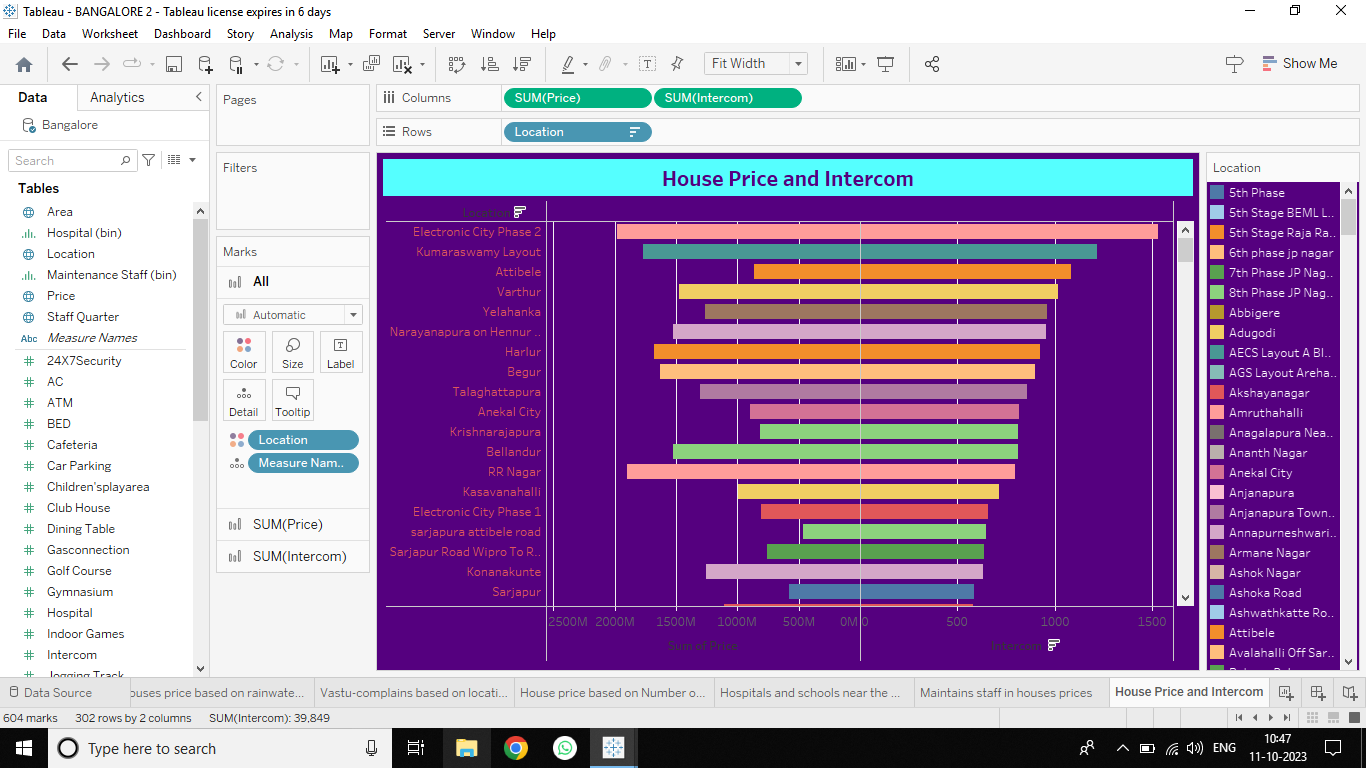 Tableau - BANGALORE 2 - Tableau license expires in 6 days
File Data Worksheet Dashboard Story Analysis Map Format Server Window Help
Fit Width
Show Me
Data Analytics
Bangalore
Search
Tables
Area
Hospital (bin)
Location
Maintenance Staff (bin)
Price
Staff Quarter
Abc Measure Names
24X7Security
AC
ATM
BED
Cafeteria
Car Parking
Children'splayarea
Club House
Dining Table
Gasconnection
Golf Course
Gymnasium
Hospital
Indoor Games
Intercom
Jogging Track
Pages
Filters
Marks
All
Automatic
Color Size Label
Detail Tooltip
Location
Measure Nam..
SUM(Price)
SUM(Intercom)
Columns SUM(Price) SUM(Intercom)
Rows Location
House Price and Intercom
Location
Electronic City Phase 2
Kumaraswamy Layout
Attibele
Varthur
Yelahanka
Narayanapura on Hennur ..
Harlur
Begur
Talaghattapura
Anekal City
Krishnarajapura
Bellandur
RR Nagar
Kasavanahalli
Electronic City Phase 1
sarjapura attibele road
Sarjapur Road Wipro To R..
Konanakunte
Sarjapur
2500M 2000M 1500M 1000M 500M 0M 0 500 1000 1500
Sum of Price Intercom
Location
5th Phase
5th Stage BEML L..
5th Stage Raja Ra..
6th phase jp nagar
7th Phase JP Nag..
8th Phase JP Nag..
Abbigere
Adugodi
AECS Layout A Bl..
AGS Layout Areha..
Akshayanagar
Amruthahalli
Anagalapura Nea..
Ananth Nagar
Anekal City
Anjanapura
Anjanapura Town..
Annapurneshwari..
Armane Nagar
Ashok Nagar
Ashoka Road
Ashwathkatte Ro..
Attibele
Avalahalli Off Sar..
Data Source ouses price based on rainwate... Vastu-complains based on locati... House price based on Number o... Hospitals and schools near the ... Maintains staff in houses prices House Price and Intercom
604 marks 302 rows by 2 columns SUM(Intercom): 39,849
Type here to search
ENG
10:47
11-10-2023